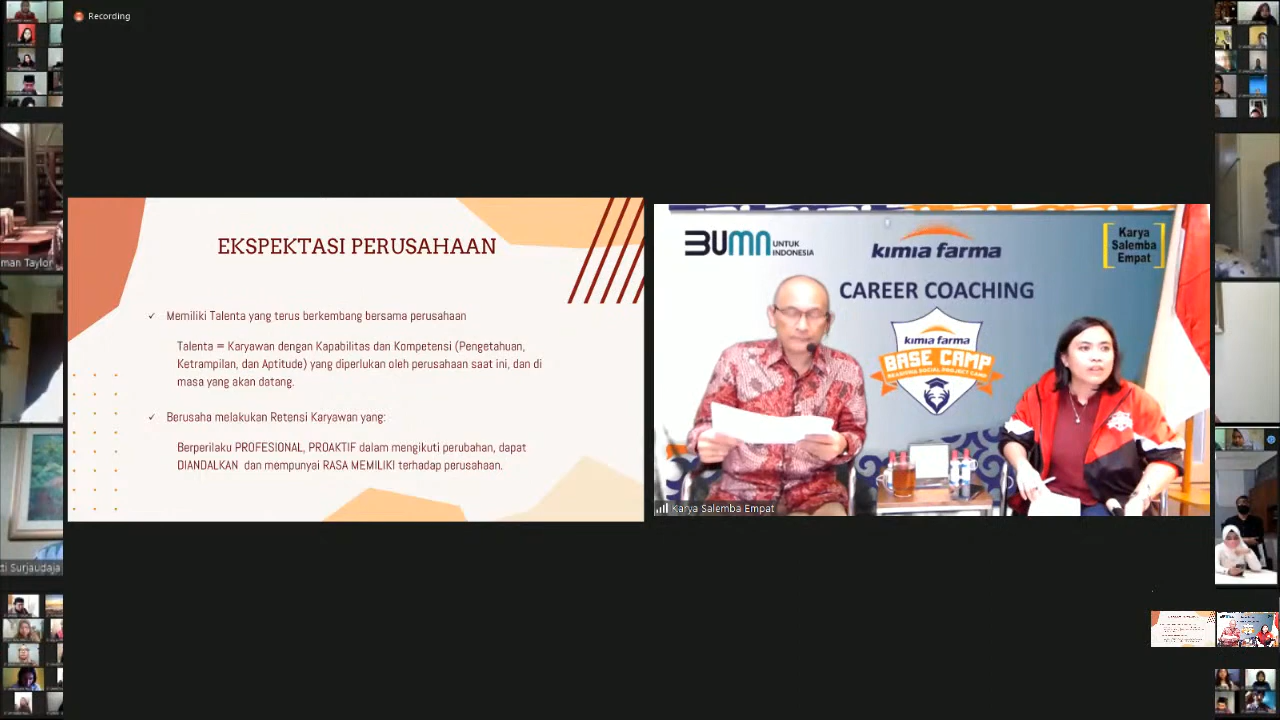 Recording
EKSPEKTASI PERUSAHAAN
✓ Memiliki Talenta yang terus berkembang bersama perusahaan
Talenta = Karyawan dengan Kapabilitas dan Kompetensi (Pengetahuan,
Ketrampilan, dan Aptitude) yang diperlukan oleh perusahaan saat ini, dan di
masa yang akan datang.
✓ Berusaha melakukan Retensi Karyawan yang:
Berperilaku PROFESIONAL, PROAKTIF dalam mengikuti perubahan, dapat
DIANDALKAN dan mempunyai RASA MEMILIKI terhadap perusahaan.
BUMN UNTUK
INDONESIA
kimia farma
Karya
Salemba
Empat
CAREER COACHING
kimia farma
BASE CAMP
Karya Salemba Empat
man Taylor
ti Surjaudaja